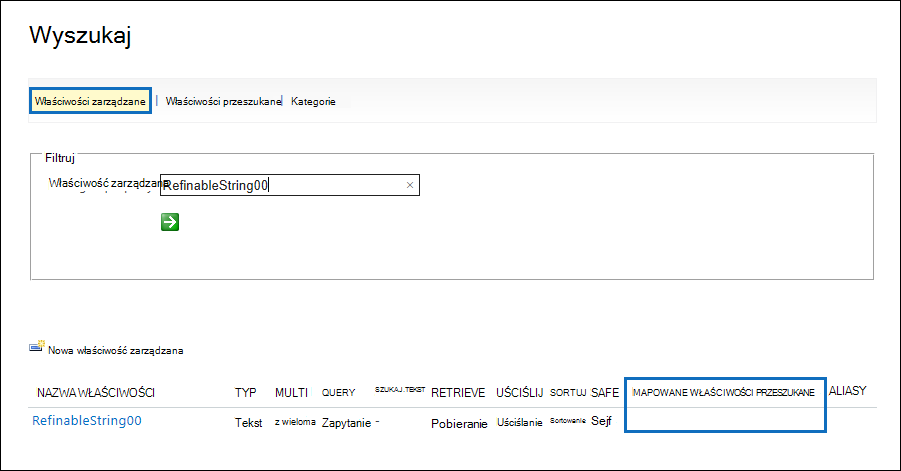 Wyszukaj
Właściwości zarządzane | Właściwości przeszukane | Kategorie
Filtruj
Właściwość zarządzana RefinableString00 ×
Nowa właściwość zarządzana
NAZWA WŁAŚCIWOŚCI TYP MULTI QUERY SZUKAJ.TEKST RETRIEVE UŚCIŚLIJ SORTUJ SAFE MAPOWANE WŁAŚCIWOŚCI PRZESZUKANE ALIASY
RefinableString00 Tekst z wieloma Zapytanie - Pobieranie Uściślanie Sortowanie Sejf